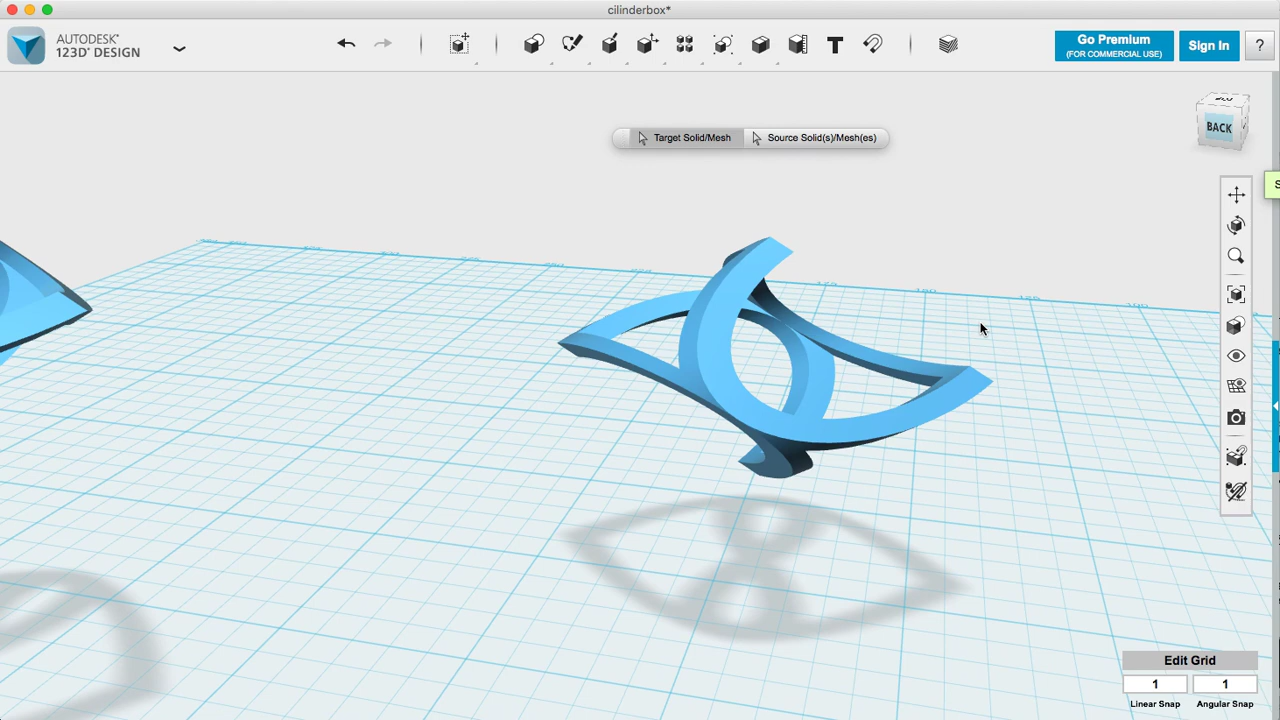 cilinderbox*
AUTODESK®
123D® DESIGN
T
Go Premium
(FOR COMMERCIAL USE)
Sign In
?
BACK
Target Solid/Mesh
Source Solid(s)/Mesh(es)
S
Edit Grid
1
1
Linear Snap
Angular Snap